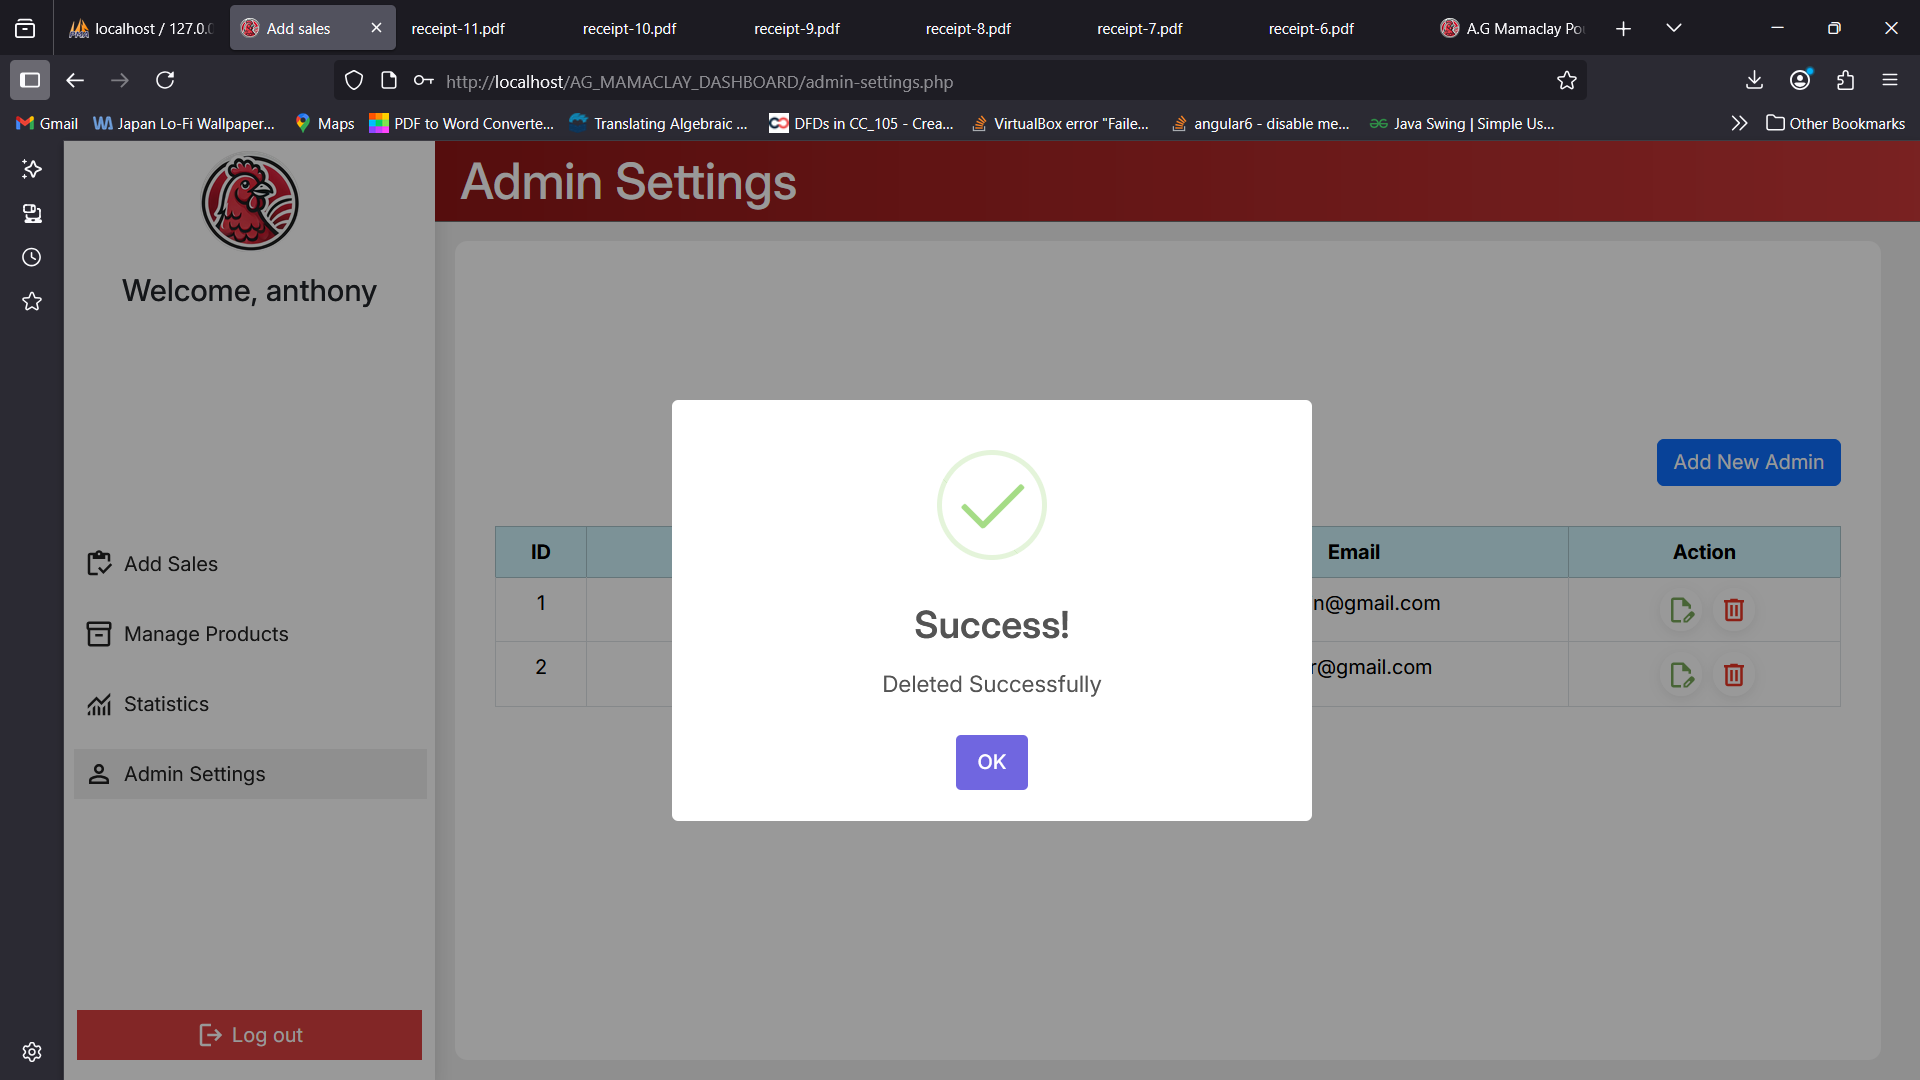 localhost / 127.0.0
Add sales
receipt-11.pdf
receipt-10.pdf
receipt-9.pdf
receipt-8.pdf
receipt-7.pdf
receipt-6.pdf
A.G Mamaclay Po
http://localhost/AG_MAMACLAY_DASHBOARD/admin-settings.php
Gmail
Japan Lo-Fi Wallpaper...
Maps
PDF to Word Converte...
Translating Algebraic ...
DFDs in CC_105 - Crea...
VirtualBox error "Faile...
angular6 - disable me...
Java Swing | Simple Us...
Other Bookmarks
Admin Settings
Welcome, anthony
Add Sales
Manage Products
Statistics
Admin Settings
Log out
Add New Admin
ID Email Action
1 n@gmail.com
2 r@gmail.com
Success!
Deleted Successfully
OK